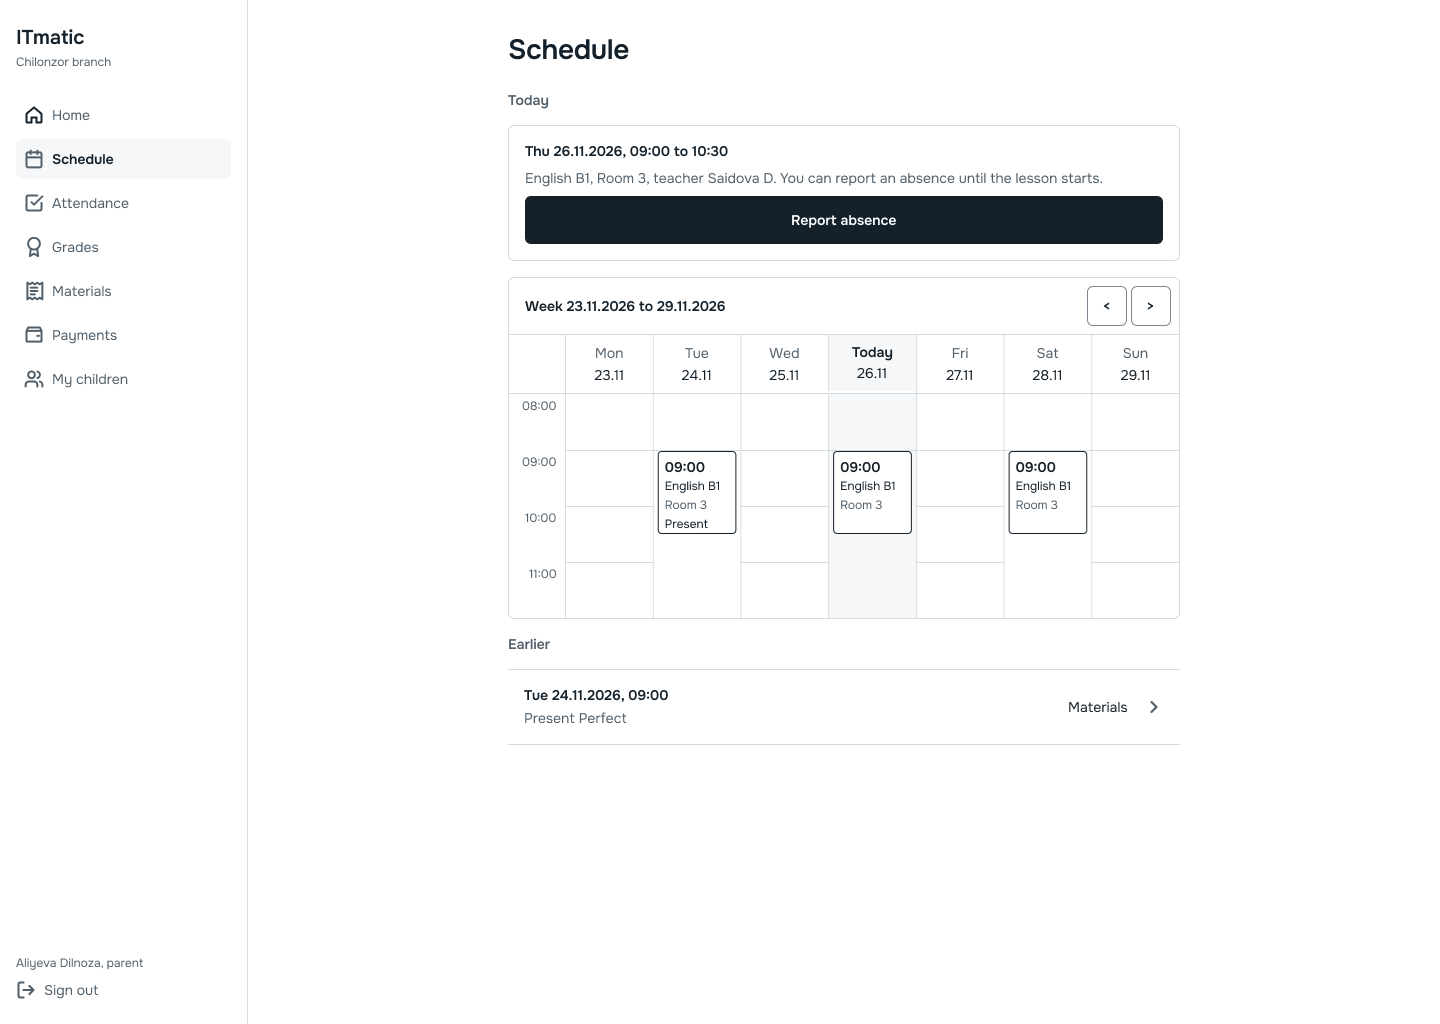 ITmatic
Chilonzor branch
Home
Schedule
Attendance
Grades
Materials
Payments
My children
Aliyeva Dilnoza, parent
Sign out
Schedule
Today
Thu 26.11.2026, 09:00 to 10:30
English B1, Room 3, teacher Saidova D. You can report an absence until the lesson starts.
Report absence
Week 23.11.2026 to 29.11.2026
< >
Mon Tue Wed Today Fri Sat Sun
23.11 24.11 25.11 26.11 27.11 28.11 29.11
08:00
09:00
10:00
11:00
09:00
English B1
Room 3
Present
09:00
English B1
Room 3
09:00
English B1
Room 3
Earlier
Tue 24.11.2026, 09:00
Present Perfect
Materials